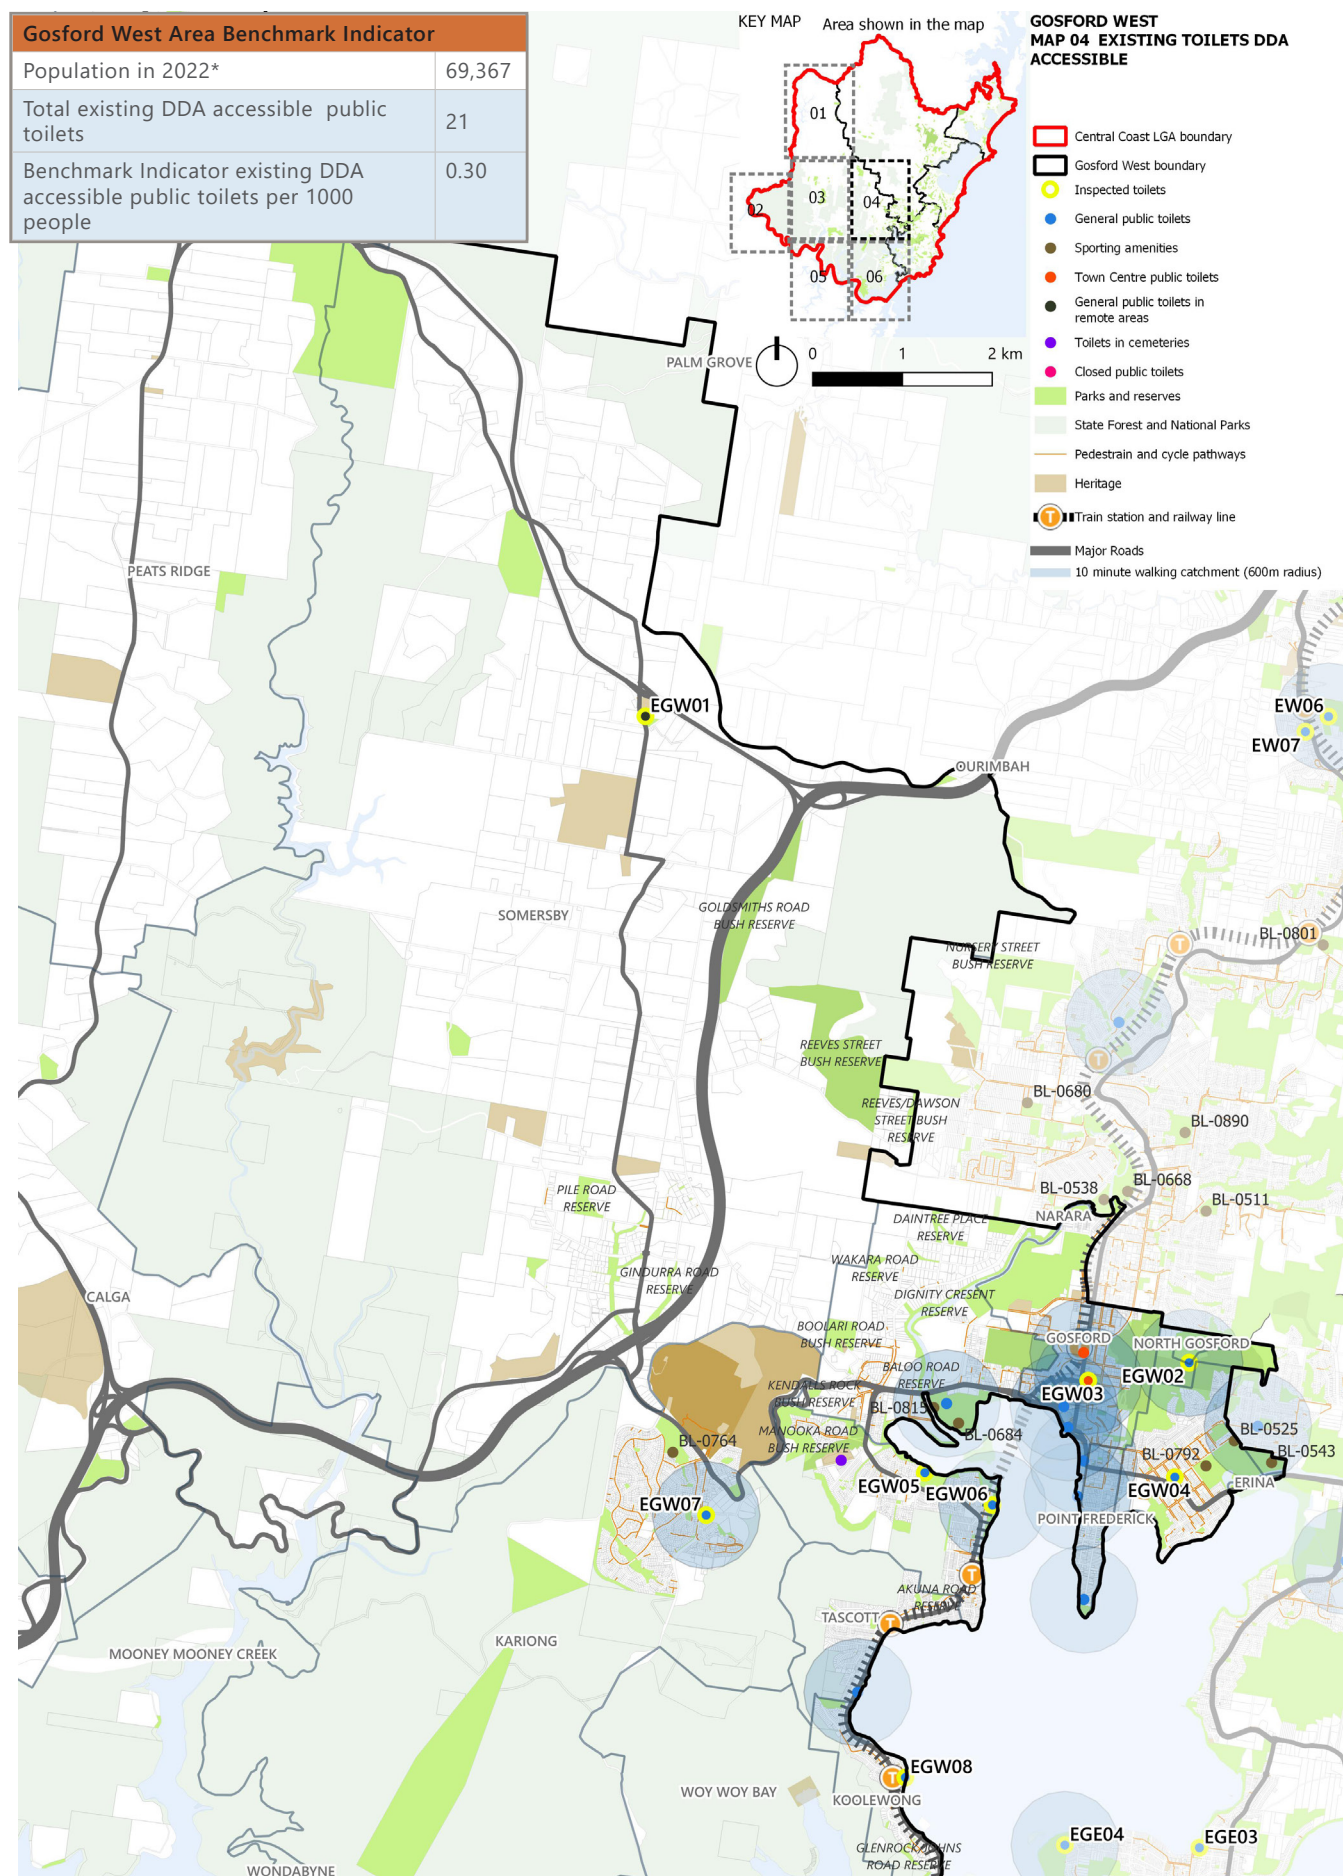 Gosford West Area Benchmark Indicator
Population in 2022*
69,367
Total existing DDA accessible public
toilets
21
Benchmark Indicator existing DDA
accessible public toilets per 1000
people
0.30
KEY MAP
Area shown in the map
01
02
03
04
05
06
0
1
2 km
GOSFORD WEST
MAP 04 EXISTING TOILETS DDA
ACCESSIBLE
Central Coast LGA boundary
Gosford West boundary
Inspected toilets
General public toilets
Sporting amenities
Town Centre public toilets
General public toilets in
remote areas
Toilets in cemeteries
Closed public toilets
Parks and reserves
State Forest and National Parks
Pedestrain and cycle pathways
Heritage
T
Train station and railway line
Major Roads
10 minute walking catchment (600m radius)
PALM GROVE
PEATS RIDGE
EGW01
EW06
EW07
OURIMBAH
SOMERSBY
GOLDSMITHS ROAD
BUSH RESERVE
NURSERY STREET
BUSH RESERVE
T
T
BL-0801
REEVES STREET
BUSH RESERVE
T
REEVES/DAWSON
STREET BUSH
RESERVE
BL-0680
BL-0890
PILE ROAD
RESERVE
BL-0538
BL-0668
BL-0511
DAINTREE PLACE
RESERVE
NARARA
WAKARA ROAD
RESERVE
GINDURRA ROAD
RESERVE
DIGNITY CRESENT
RESERVE
CALGA
BOOLARI ROAD
BUSH RESERVE
GOSFORD
NORTH GOSFORD
BALOO ROAD
RESERVE
EGW02
KENDALLS ROCK
BUSH RESERVE
EGW03
BL-0815
MANOOKA ROAD
BUSH RESERVE
BL-0684
BL-0525
BL-0764
BL-0792
BL-0543
EGW05
EGW06
EGW04
ERINA
EGW07
POINT FREDERICK
T
AKUNA ROAD
RESERVE
TASCOTT
T
KARIONG
MOONEY MOONEY CREEK
T
EGW08
WOY WOY BAY
KOOLEWONG
EGE04
EGE03
GLENROCK/JOHNS
ROAD RESERVE
WONDABYNE